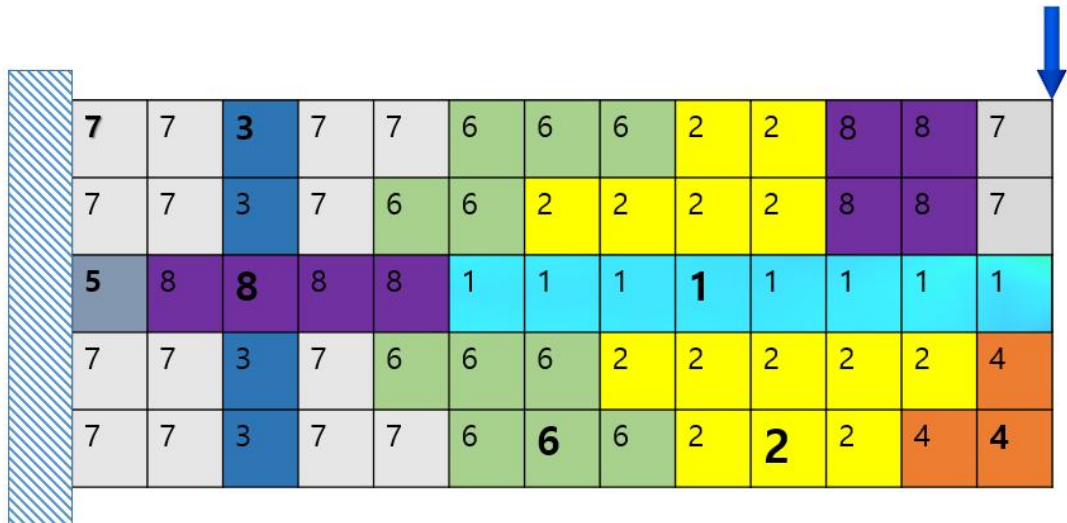 7 7 3 7 7 6 6 6 2 2 8 8 7
7 7 3 7 6 6 2 2 2 2 8 8 7
5 8 8 8 8 1 1 1 1 1 1 1 1
7 7 3 7 6 6 6 2 2 2 2 2 4
7 7 3 7 7 6 6 6 2 2 2 4 4